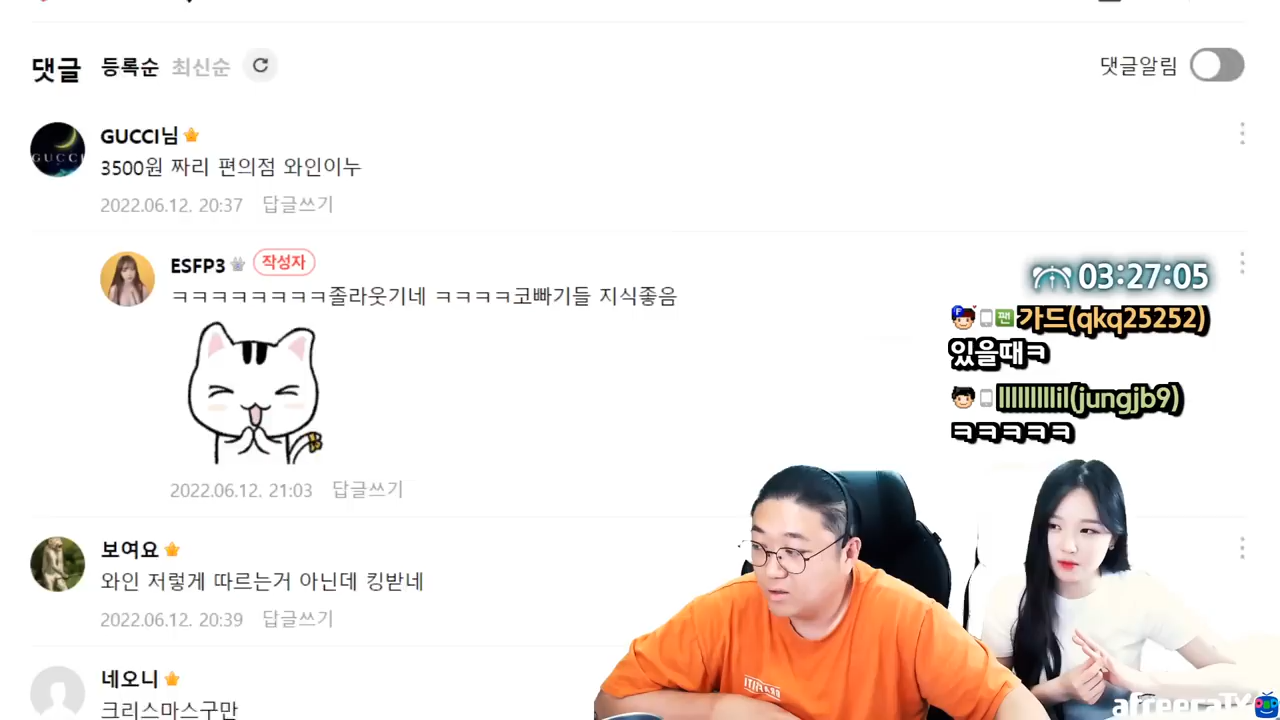 댓글 등록순 최신순 댓글알림
GUCCI님
GUCCI
3500원 짜리 편의점 와인이누
2022.06.12. 20:37 답글쓰기
ESFP3 작성자
ㅋㅋㅋㅋㅋㅋㅋㅋ졸라웃기네 ㅋㅋㅋㅋ코빠기들 지식좋음
2022.06.12. 21:03 답글쓰기
보여요
와인 저렇게 따르는거 아닌데 킹받네
2022.06.12. 20:39 답글쓰기
네오니
크리스마스구만
03:27:05
F 팬 가드(qkq25252)
있을때ㅋ
(jungjb9)
ㅋㅋㅋㅋㅋ
afreecaTV